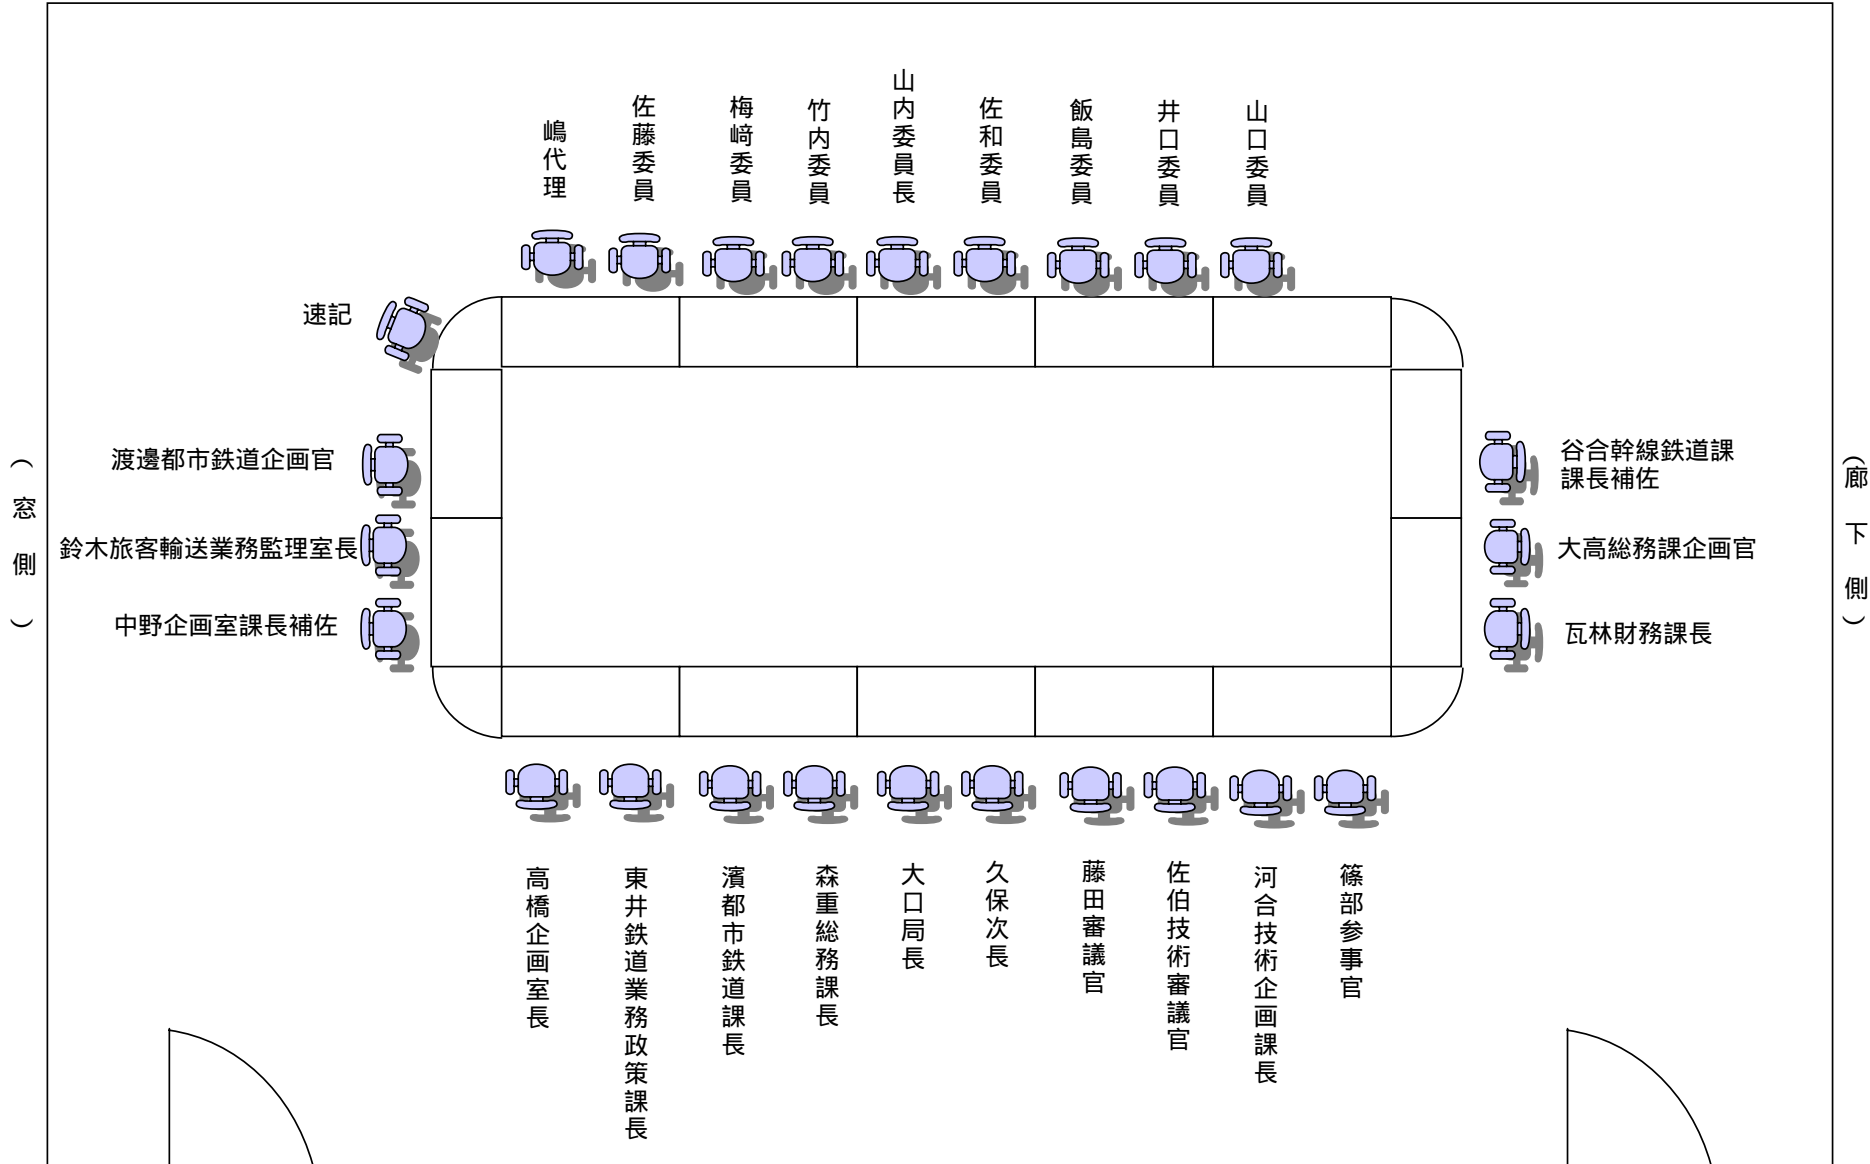 嶋代理
佐藤委員
梅﨑委員
竹内委員
山内委員長
佐和委員
飯島委員
井口委員
山口委員
速記
渡邊都市鉄道企画官
鈴木旅客輸送業務監理室長
中野企画室課長補佐
（窓側）
谷合幹線鉄道課
課長補佐
大高総務課企画官
瓦林財務課長
（廊下側）
高橋企画室長
東井鉄道業務政策課長
濱都市鉄道課長
森重総務課長
大口局長
久保次長
藤田審議官
佐伯技術審議官
河合技術企画課長
篠部参事官